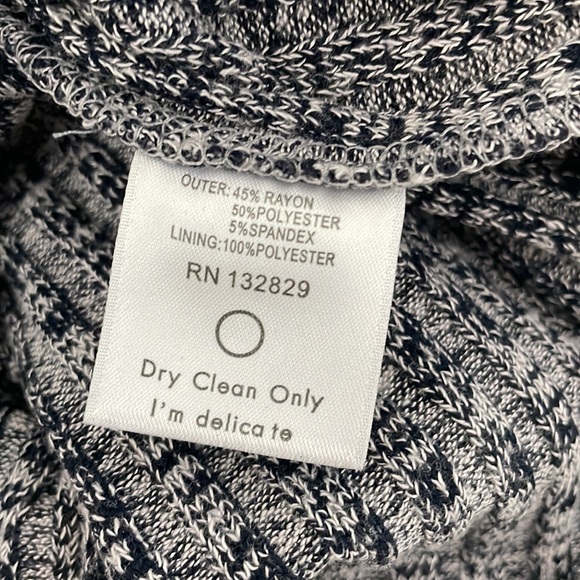 OUTER: 45% RAYON
50%POLYESTER
5%SPANDEX
LINING:100%POLYESTER
RN 132829
Dry Clean Only
I'm delicate